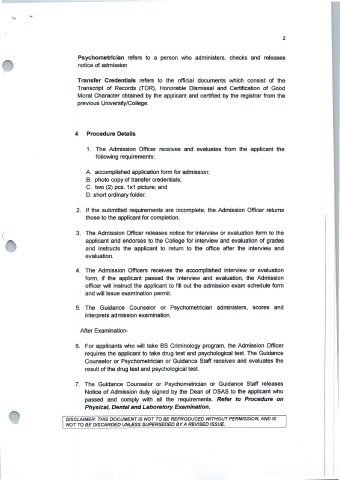 2
Psychometrician refers to a person who administers, checks and releases
notice of admission
Transfer Credentials refers to the official documents which consist of the
Transcript of Records (TOR), Honorable Dismissal and Certification of Good
Moral Character obtained by the applicant and certified by the registrar from the
previous University/College.
4 Procedure Details
1. The Admission Officer receives and evaluates from the applicant the
following requirements:
A. accomplished application form for admission;
B. photo copy of transfer credentials;
C. two (2) pcs. 1x1 picture; and
D. short ordinary folder.
2. If the submitted requirements are incomplete, the Admission Officer returns
those to the applicant for completion.
3. The Admission Officer releases notice for interview or evaluation form to the
applicant and endorses to the College for interview and evaluation of grades
and instructs the applicant to return to the office after the interview and
evaluation.
4. The Admission Officers receives the accomplished interview or evaluation
form, if the applicant passed the interview and evaluation, the Admission
officer will instruct the applicant to fill out the admission exam schedule form
and will issue examination permit.
5. The Guidance Counselor or Psychometrician administers, scores and
interprets admission examination.
After Examination-
6. For applicants who will take BS Criminology program, the Admission Officer
requires the applicant to take drug test and psychological test. The Guidance
Counselor or Psychometrician or Guidance Staff receives and evaluates the
result of the drug test and psychological test.
7. The Guidance Counselor or Psychometrician or Guidance Staff releases
Notice of Admission duly signed by the Dean of OSAS to the applicant who
passed and comply with all the requirements. Refer to Procedure on
Physical, Dental and Laboratory Examination.
DISCLAIMER: THIS DOCUMENT IS NOT TO BE REPRODUCED WITHOUT PERMISSION, AND IS
NOT TO BE DISCARDED UNLESS SUPERSEDED BY A REVISED ISSUE.